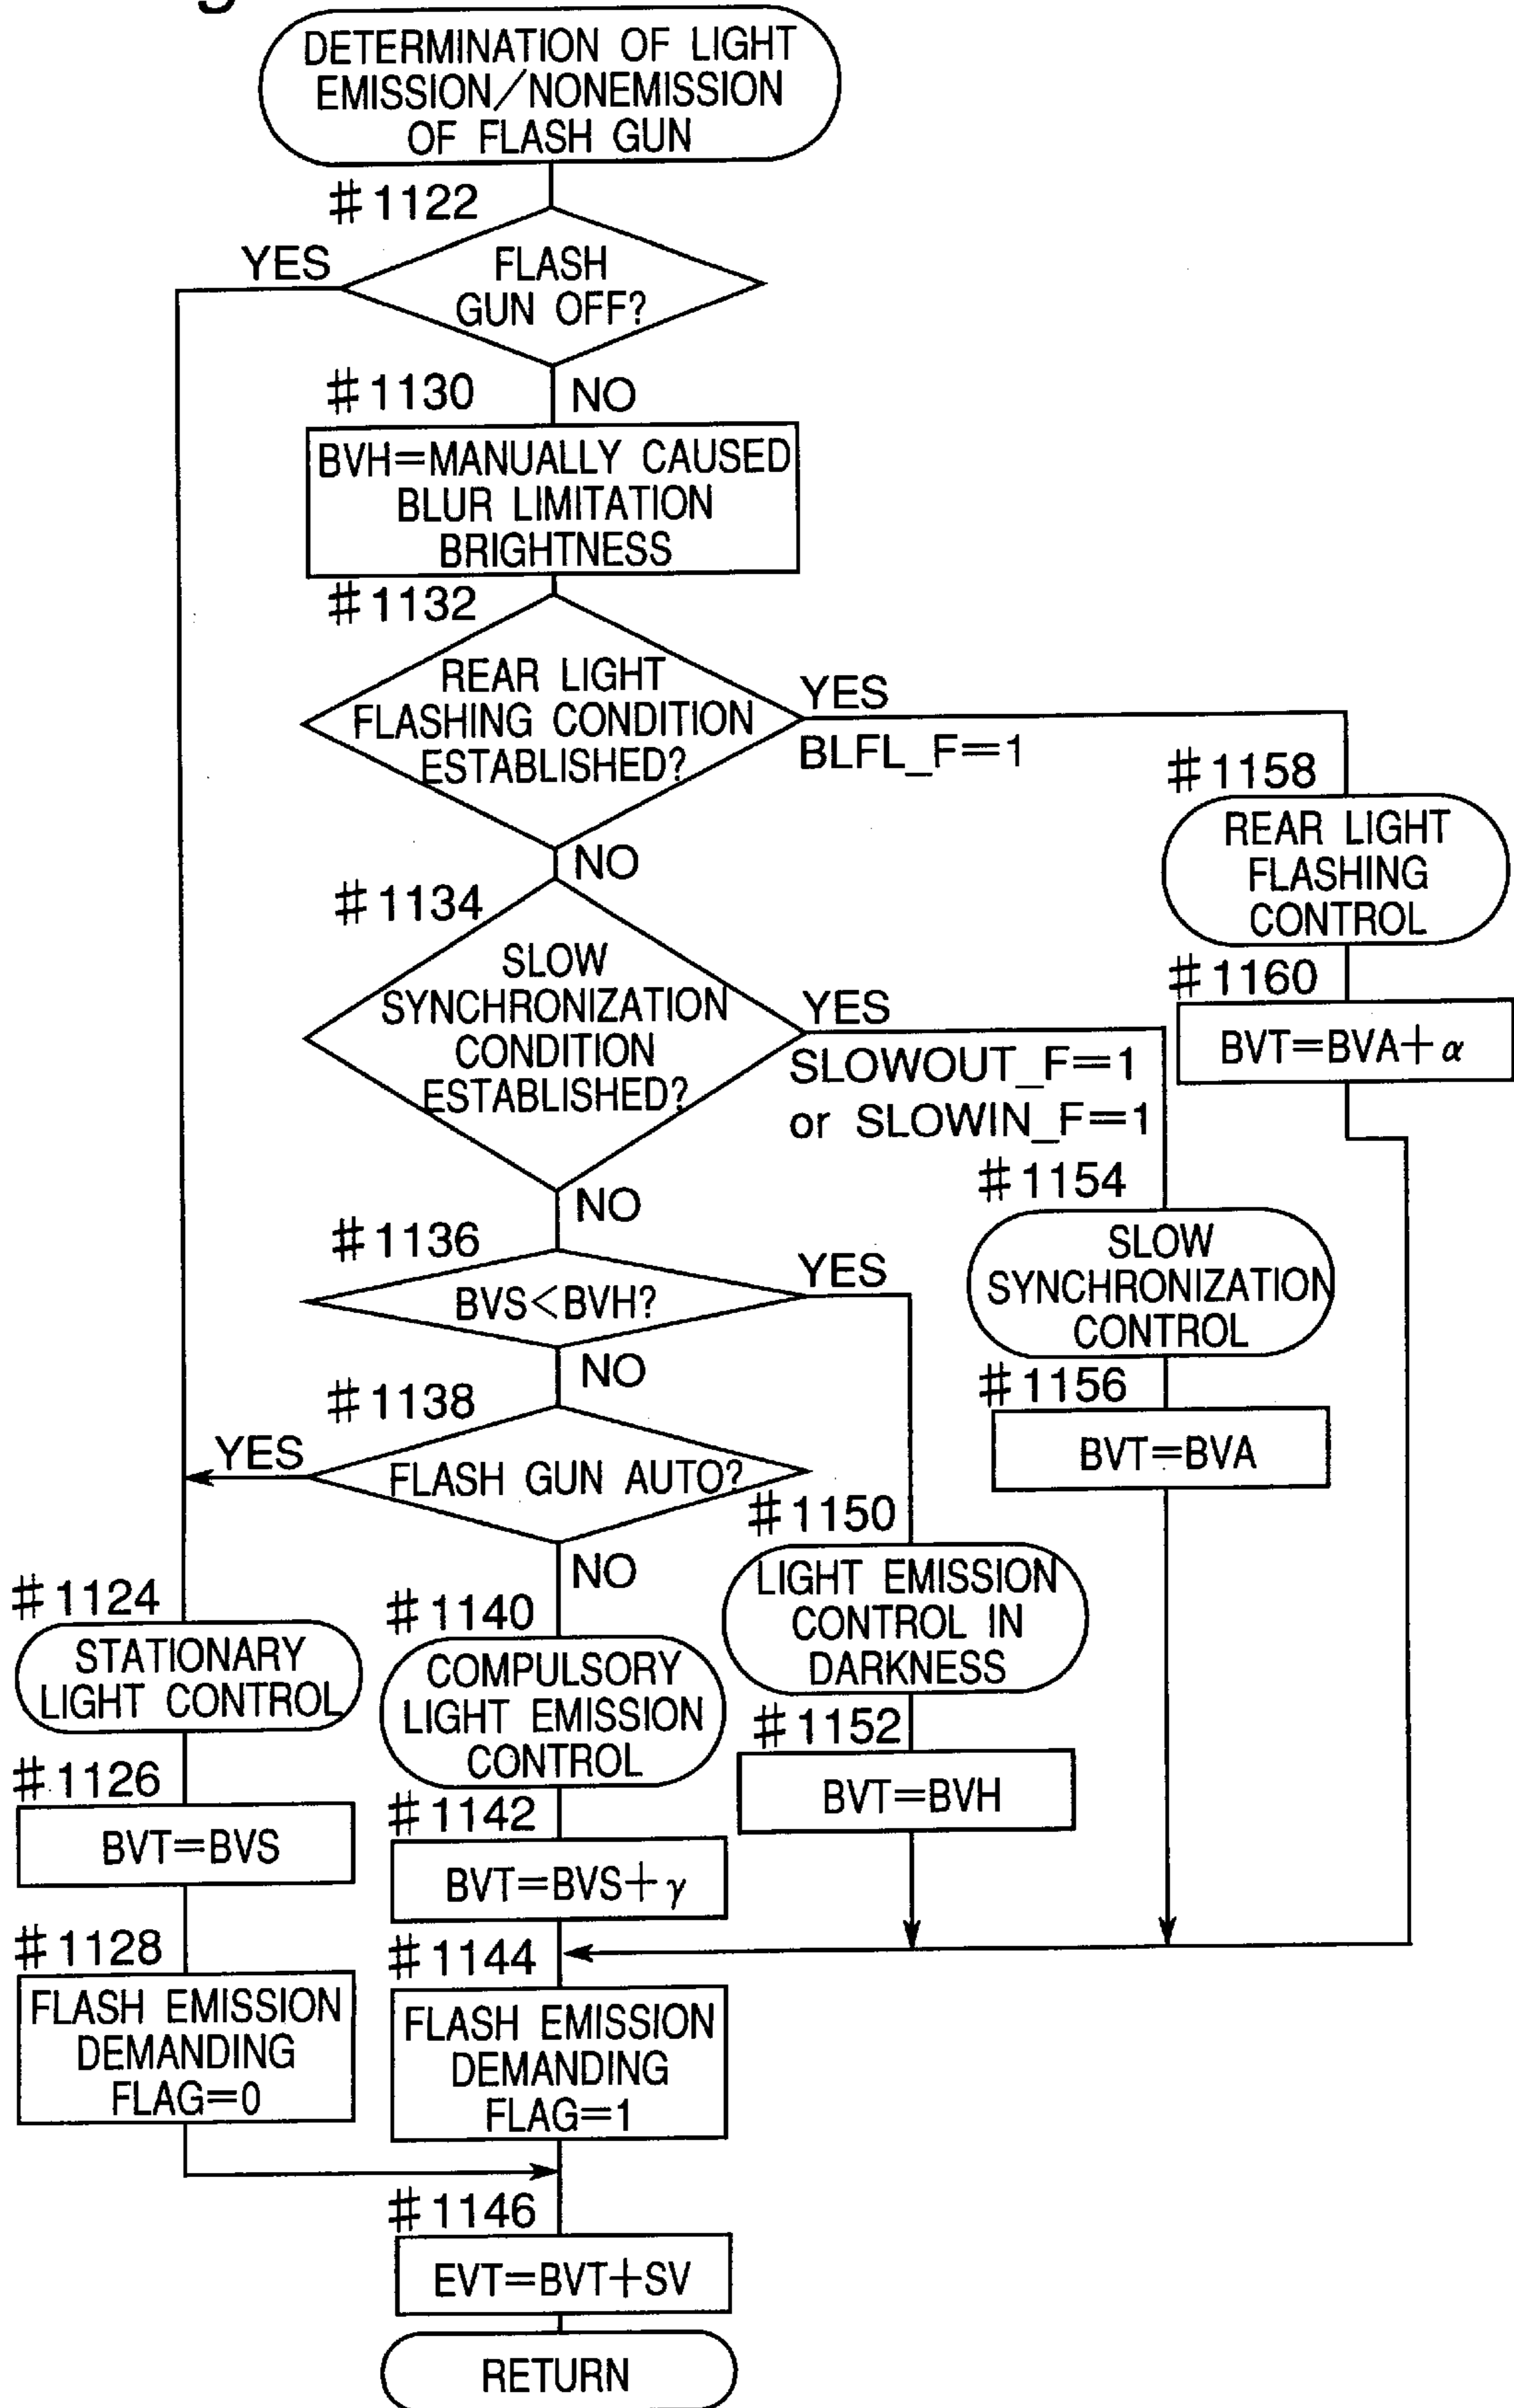 DETERMINATION OF LIGHT
EMISSION/NONEMISSION
OF FLASH GUN
#1122
YES
FLASH
GUN OFF?
#1130
NO
BVH=MANUALLY CAUSED
BLUR LIMITATION
BRIGHTNESS
#1132
REAR LIGHT
FLASHING CONDITION
ESTABLISHED?
YES
BLFL_F=1
#1158
REAR LIGHT
FLASHING
CONTROL
NO
#1134
SLOW
SYNCHRONIZATION
CONDITION
ESTABLISHED?
YES
SLOWOUT_F=1
or SLOWIN_F=1
#1160
BVT=BVA+α
#1154
SLOW
SYNCHRONIZATION
CONTROL
NO
#1136
BVS<BVH?
YES
#1156
BVT=BVA
NO
#1138
YES
FLASH GUN AUTO?
#1150
LIGHT EMISSION
CONTROL IN
DARKNESS
NO
#1124
STATIONARY
LIGHT CONTROL
#1140
COMPULSORY
LIGHT EMISSION
CONTROL
#1152
BVT=BVH
#1126
BVT=BVS
#1142
BVT=BVS+γ
#1128
FLASH EMISSION
DEMANDING
FLAG=0
#1144
FLASH EMISSION
DEMANDING
FLAG=1
#1146
EVT=BVT+SV
RETURN